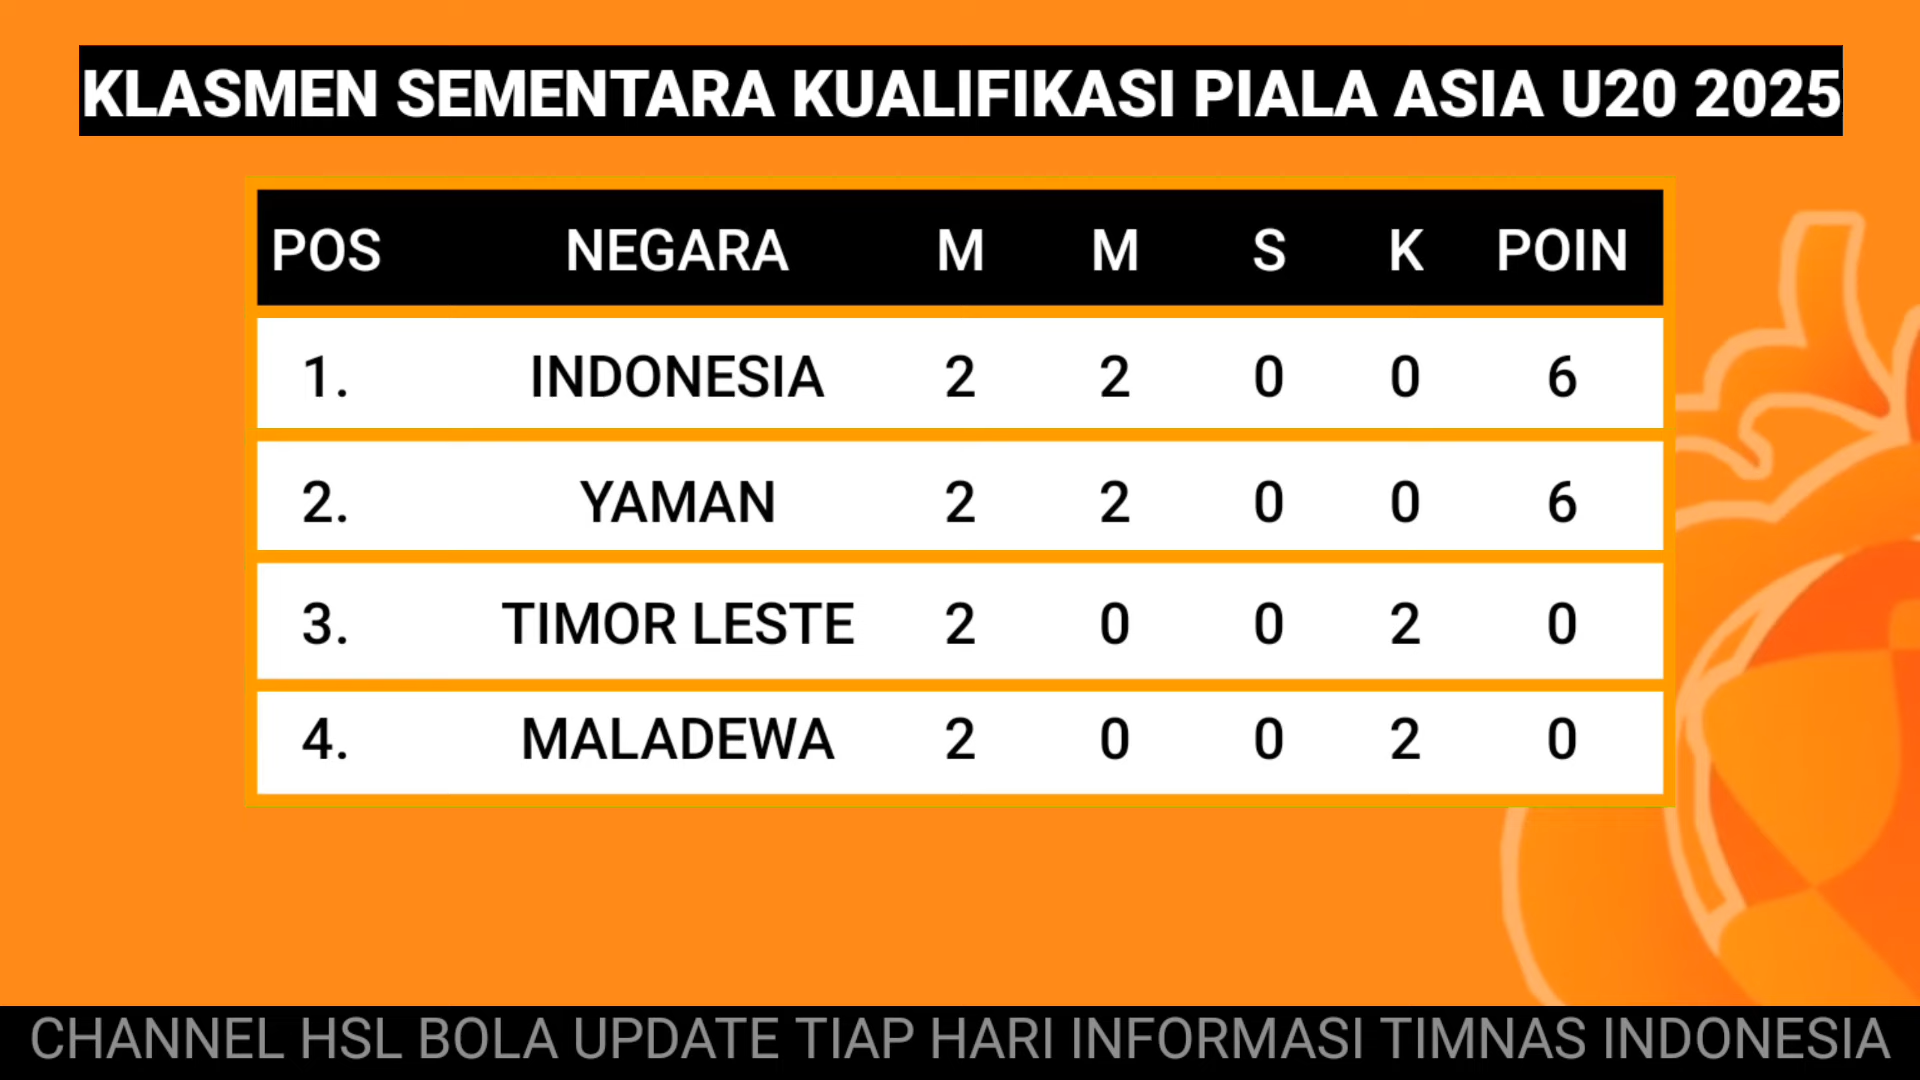 KLASMEN SEMENTARA KUALIFIKASI PIALA ASIA U20 2025
POS NEGARA M M S K POIN
1. INDONESIA 2 2 0 0 6
2. YAMAN 2 2 0 0 6
3. TIMOR LESTE 2 0 0 2 0
4. MALADEWA 2 0 0 2 0
CHANNEL HSL BOLA UPDATE TIAP HARI INFORMASI TIMNAS INDONESIA